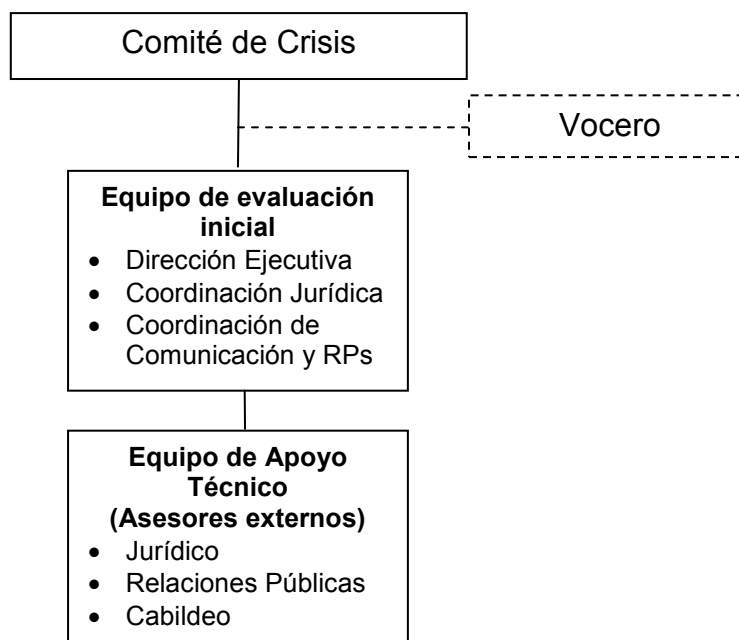 Comité de Crisis
Vocero
Equipo de evaluación
inicial
• Dirección Ejecutiva
• Coordinación Jurídica
• Coordinación de
Comunicación y RPs
Equipo de Apoyo
Técnico
(Asesores externos)
• Jurídico
• Relaciones Públicas
• Cabildeo